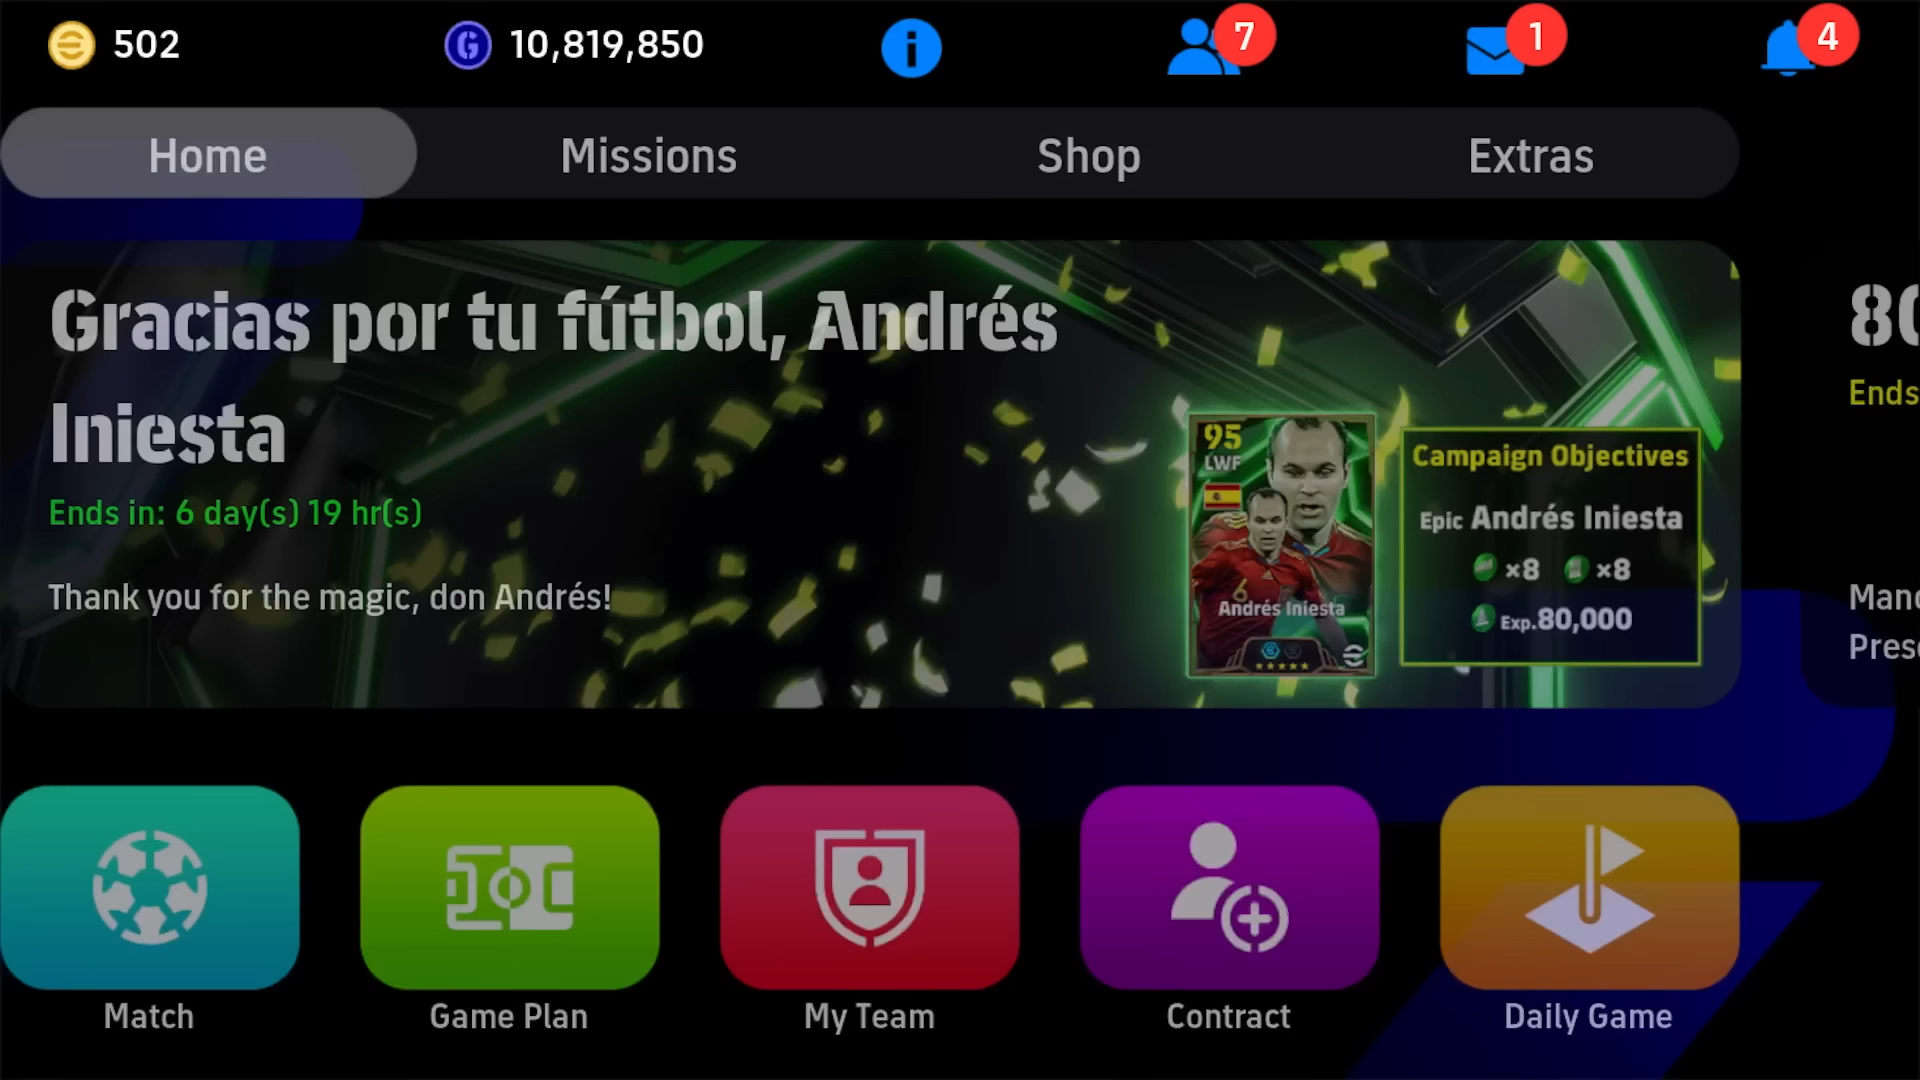 502
10,819,850
7
1
4
Home
Missions
Shop
Extras
Gracias por tu fútbol, Andrés
Iniesta
Ends in: 6 day(s) 19 hr(s)
Thank you for the magic, don Andrés!
95
LWF
6
Andrés Iniesta
Campaign Objectives
Epic Andrés Iniesta
×8 ×8
Exp.80,000
80
Ends
Match
Game Plan
My Team
Contract
Daily Game